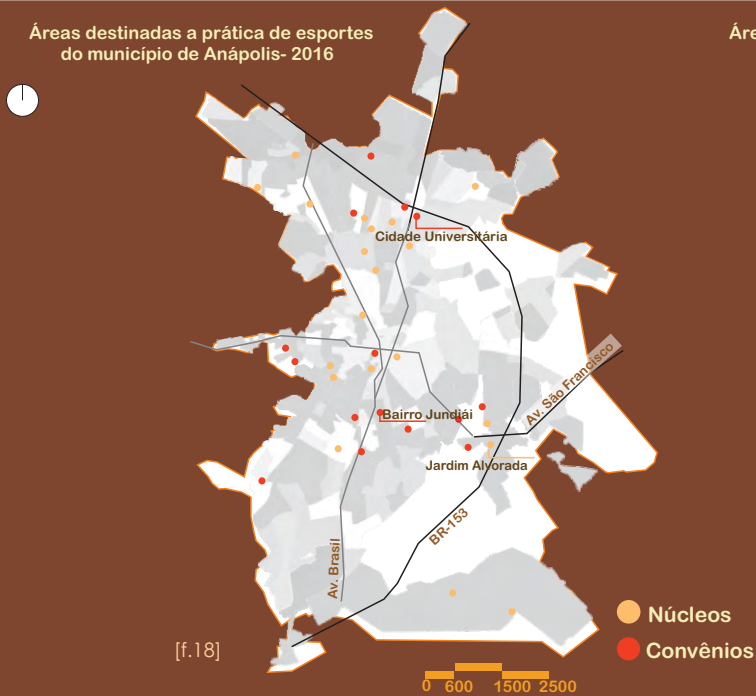 Áreas destinadas a prática de esportes
do município de Anápolis- 2016
Áre
Cidade Universitária
Av. São Francisco
Bairro Jundiái
Jardim Alvorada
BR-153
Av. Brasil
Núcleos
Convênios
[f.18]
0 600 1500 2500